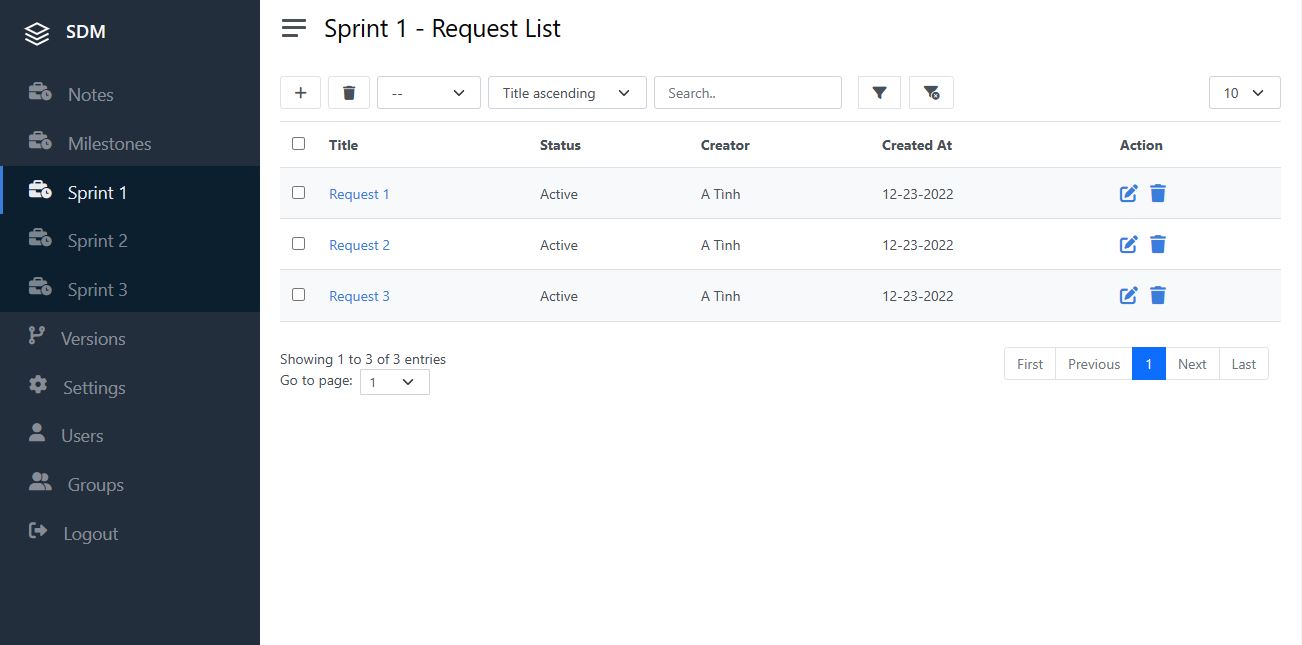 SDM
Notes
Milestones
Sprint 1
Sprint 2
Sprint 3
Versions
Settings
Users
Groups
Logout
Sprint 1 - Request List
-- Title ascending Search.. 10
Title Status Creator Created At Action
Request 1 Active A Tình 12-23-2022
Request 2 Active A Tình 12-23-2022
Request 3 Active A Tình 12-23-2022
Showing 1 to 3 of 3 entries
Go to page: 1
First Previous 1 Next Last